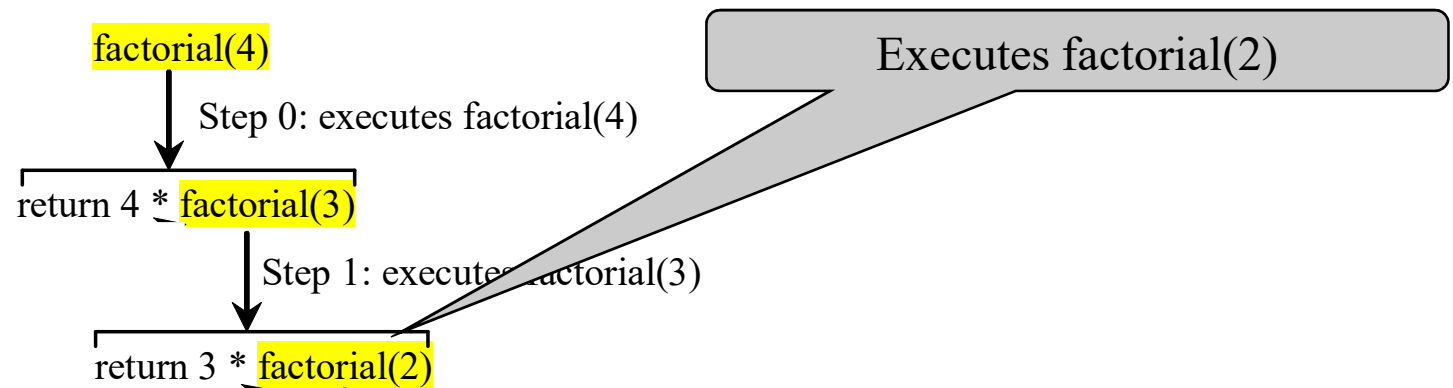 factorial(4)
Executes factorial(2)
Step 0: executes factorial(4)
return 4 * factorial(3)
Step 1: executes factorial(3)
return 3 * factorial(2)